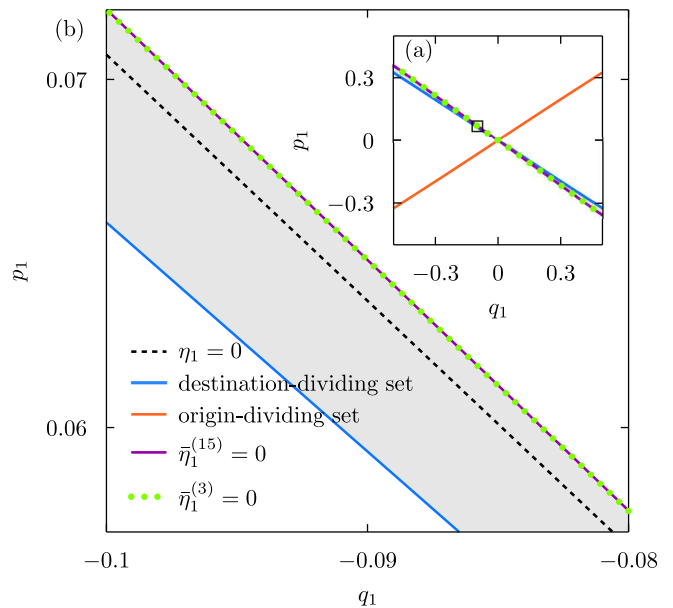 (b)
(a)
0.07
0.06
p₁
0.3
0
−0.3
p₁
−0.3 0 0.3
q₁
η₁ = 0
destination-dividing set
origin-dividing set
η̄₁⁽¹⁵⁾ = 0
η̄₁⁽³⁾ = 0
−0.1 −0.09 −0.08
q₁